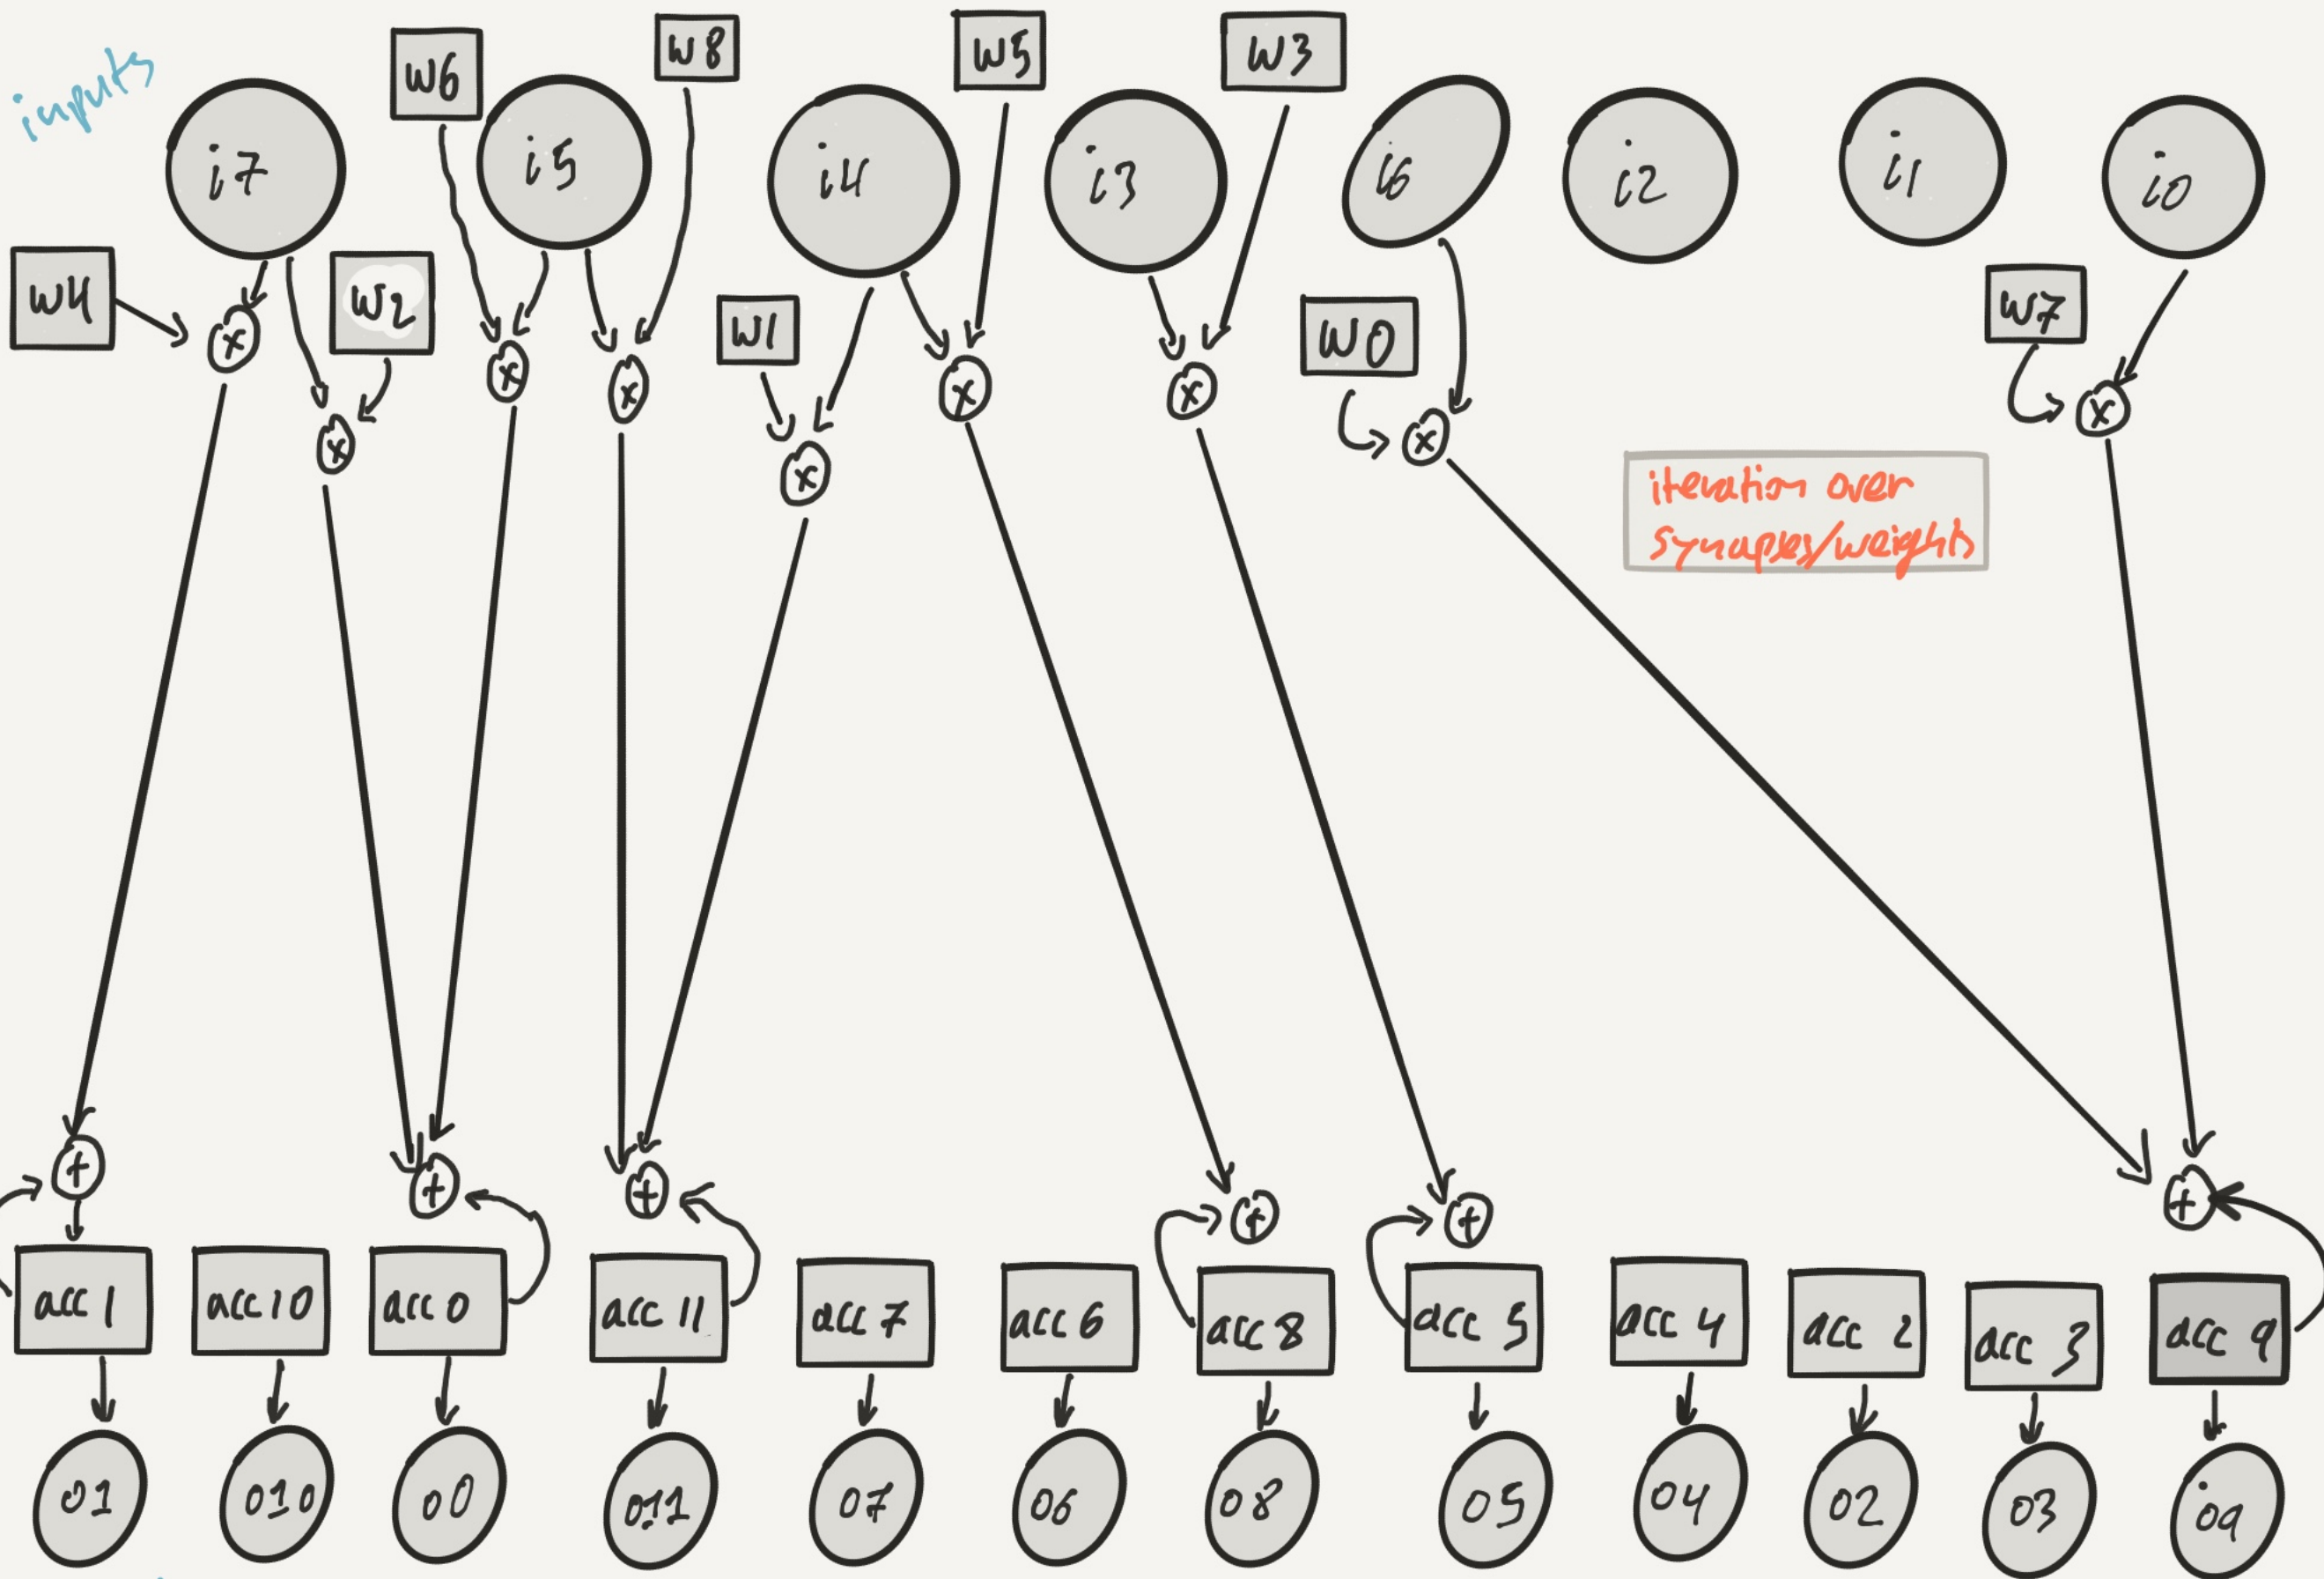 inputs
w6
w8
w5
w3
i7
i5
i4
i3
i6
i2
i1
i0
w4
w2
w1
w0
w7
x
x
x
x
x
x
x
x
x
iteration over
synapses/weights
+
+
+
+
+
+
acc 1
acc 10
acc 0
acc 11
acc 7
acc 6
acc 8
acc 5
acc 4
acc 2
acc 3
acc 9
o1
o10
o0
o11
o7
o6
o8
o5
o4
o2
o3
o9